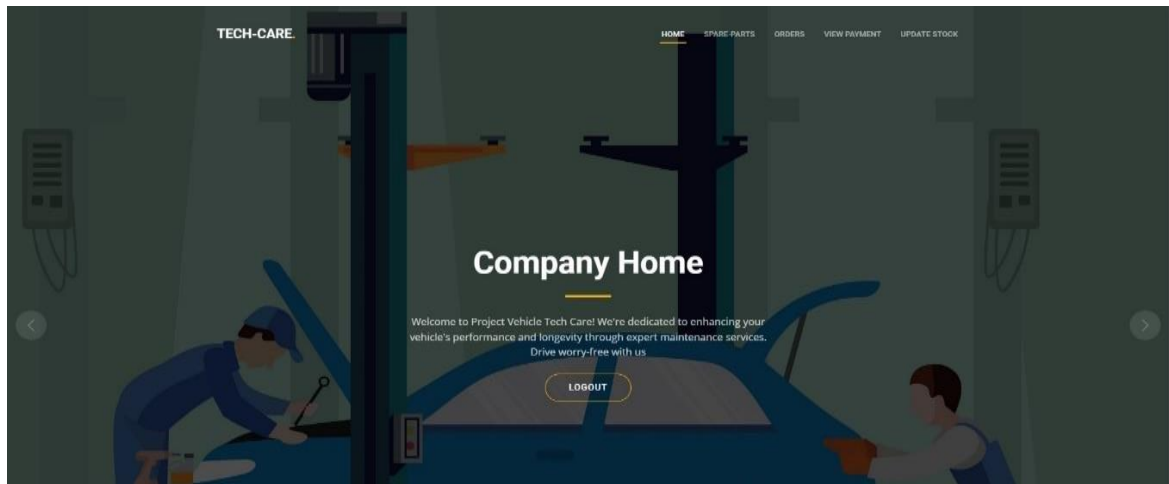 TECH-CARE.
HOME SPARE-PARTS ORDERS VIEW PAYMENT UPDATE STOCK
Company Home
Welcome to Project Vehicle Tech Care! We're dedicated to enhancing your
vehicle's performance and longevity through expert maintenance services.
Drive worry-free with us
LOGOUT